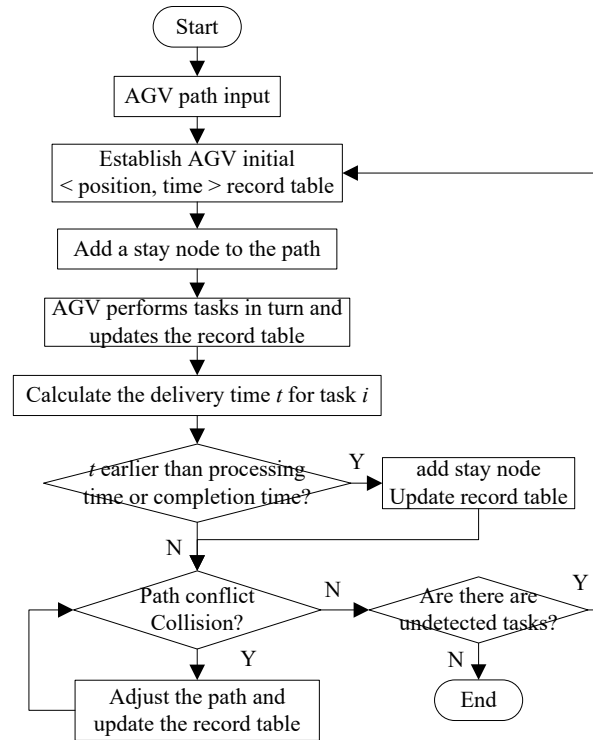 Start
AGV path input
Establish AGV initial
< position, time > record table
Add a stay node to the path
AGV performs tasks in turn and
updates the record table
Calculate the delivery time t for task i
t earlier than processing
time or completion time?
Y
add stay node
Update record table
N
Path conflict
Collision?
N
Are there are
undetected tasks?
Y
Y
N
Adjust the path and
update the record table
End